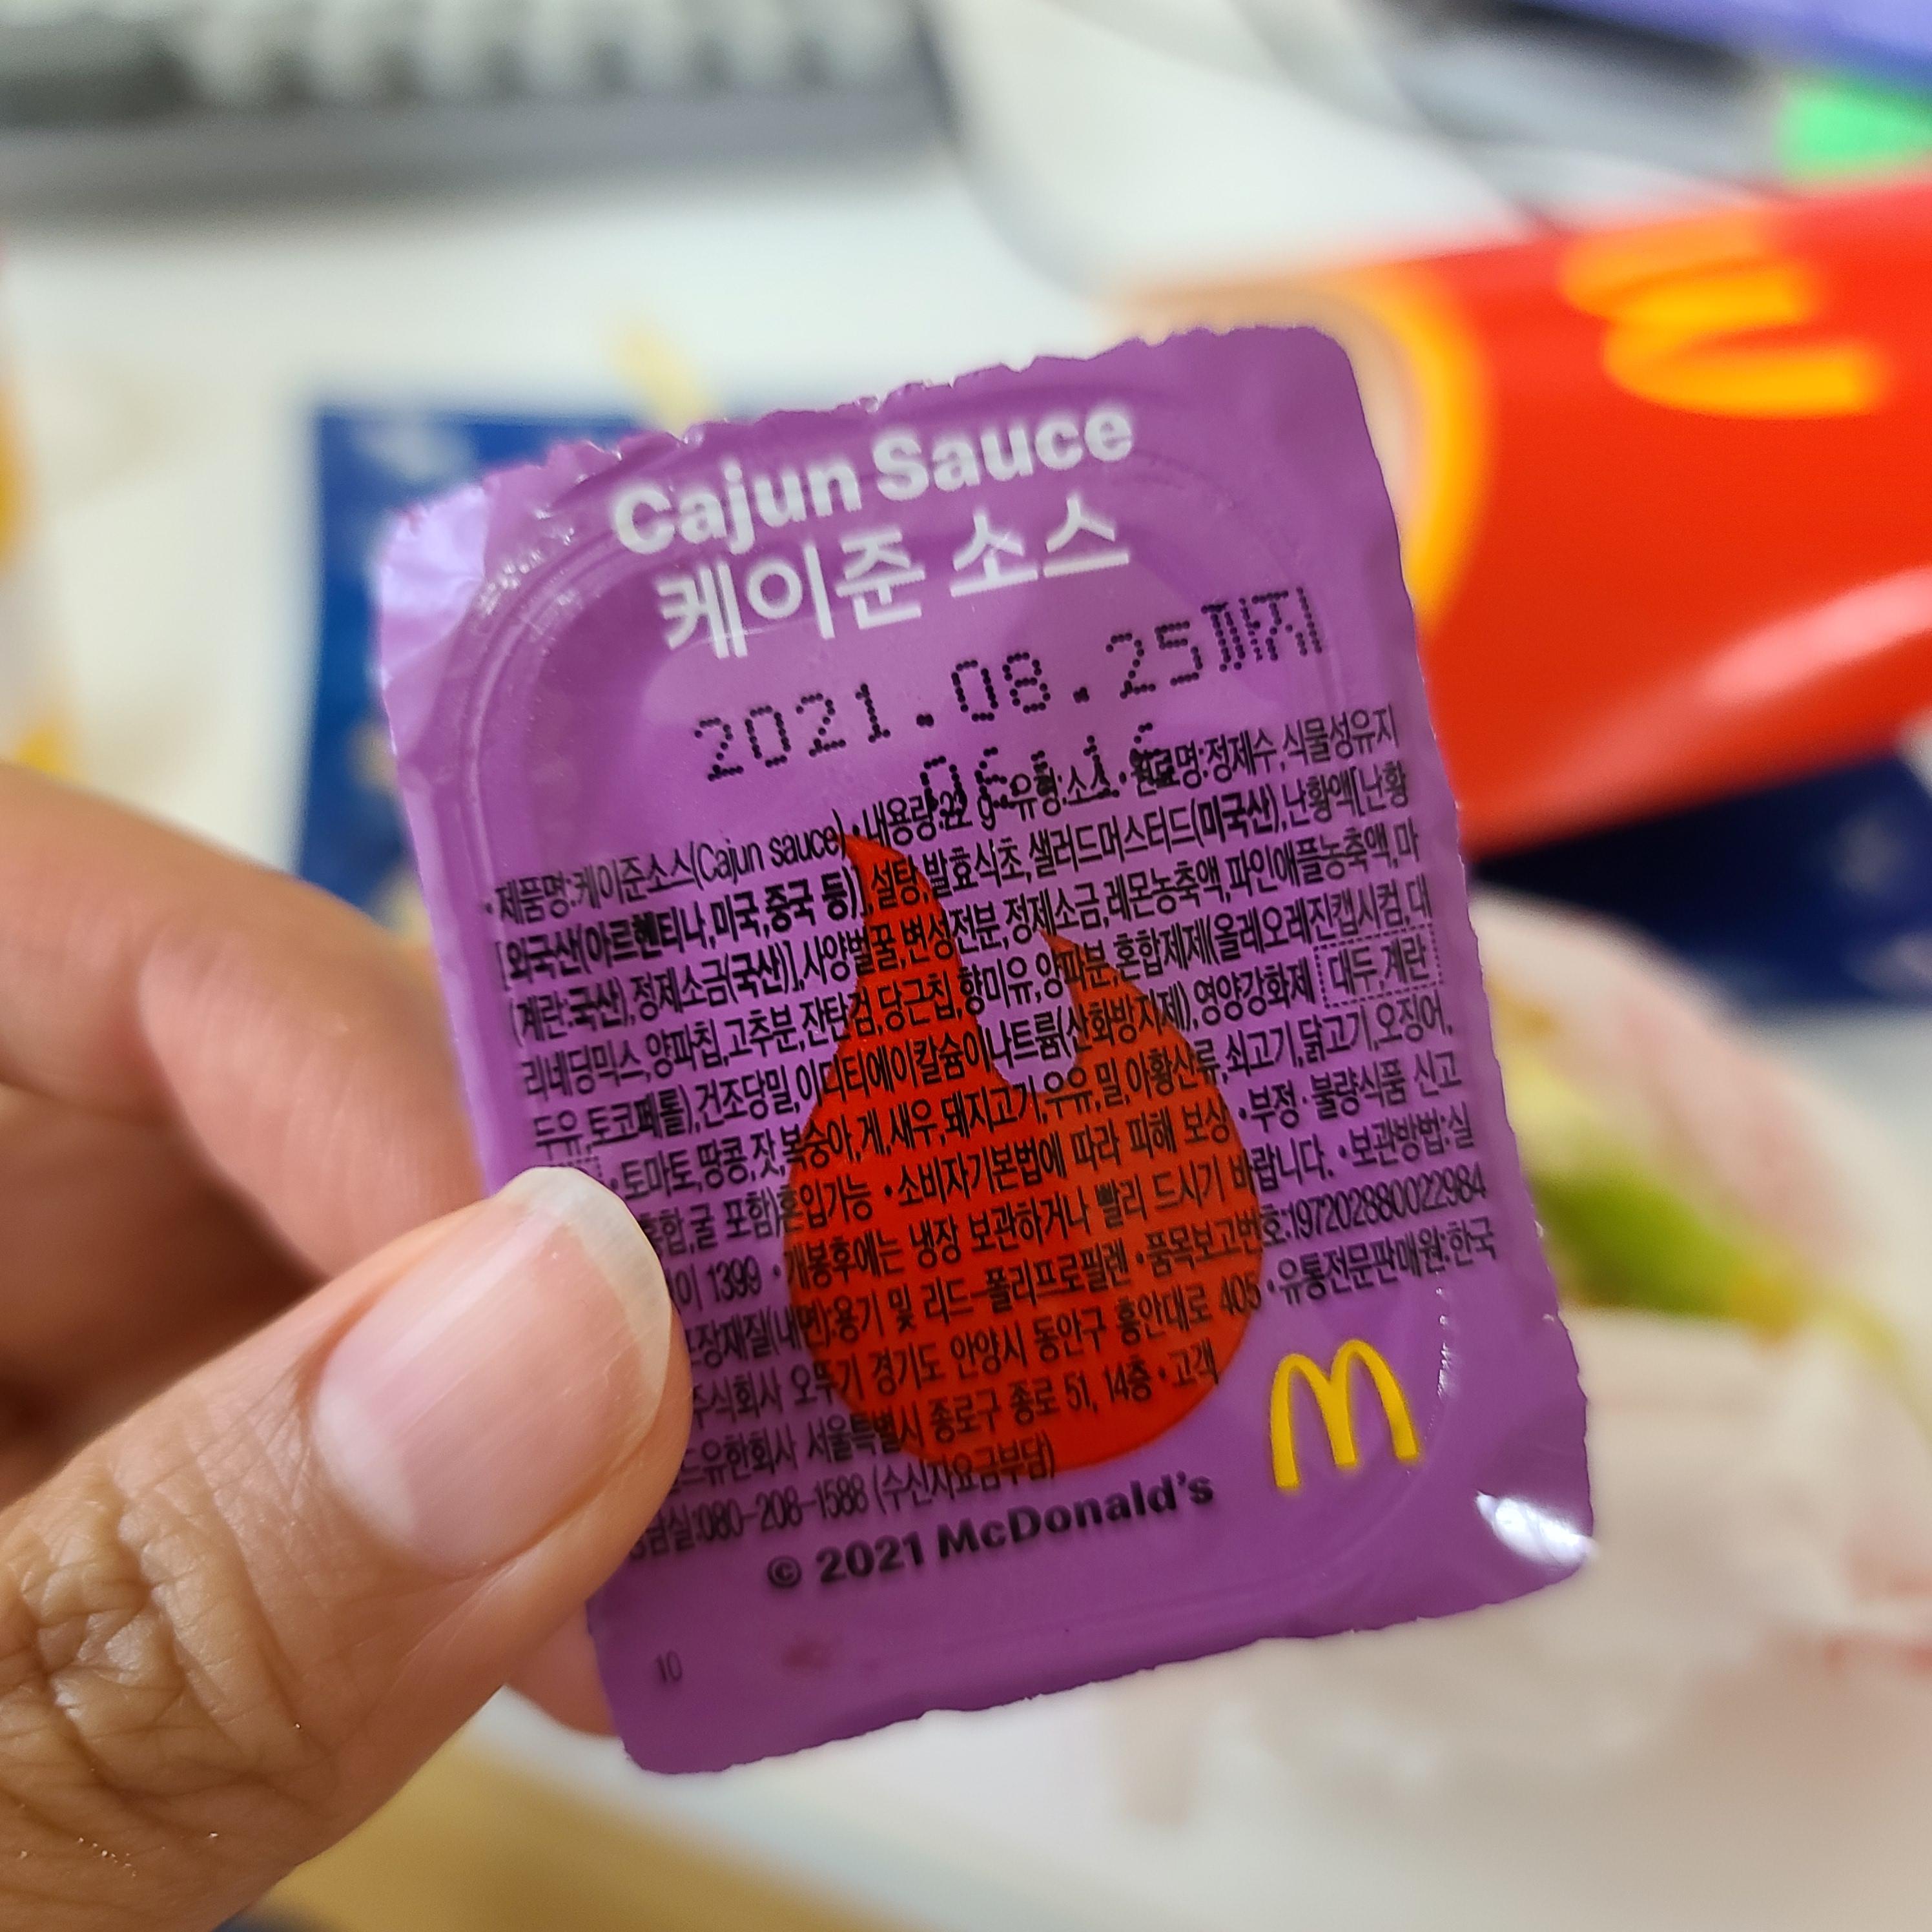 Cajun Sauce
케이준 소스
2021.08.25까지
06:16
•제품명:케이준소스(Cajun sauce) •내용량:22 g •유형:소스 •원료명:정제수,식물성유지
[외국산(아르헨티나,미국,중국 등)],설탕,발효식초,샐러드머스터드(미국산),난황액[난황
(계란:국산),정제소금(국산)],사양벌꿀,변성전분,정제소금,레몬농축액,파인애플농축액,마
리네딩믹스,양파칩,고추분,잔탄검,당근칩,향미유,양파분,혼합제제(올레오레진캡시컴,대
두유,토코페롤),건조당밀,이디티에이칼슘이나트륨(산화방지제),영양강화제 대두,계란
•토마토,땅콩,잣,복숭아,게,새우,돼지고기,우유,밀,아황산류,쇠고기,닭고기,오징어,
홍합,굴 포함)혼입가능 •소비자기본법에 따라 피해 보상 •부정·불량식품 신고
1399 •개봉후에는 냉장 보관하거나 빨리 드시기 바랍니다. •보관방법:실
장재질(내면):용기 및 리드-폴리프로필렌 •품목보고번호:197202880022984
주식회사 오뚜기 경기도 안양시 동안구 흥안대로 405 •유통전문판매원:한국
드유한회사 서울특별시 종로구 종로 51, 14층 •고객
담실:080-208-1588 (수신자요금부담)
© 2021 McDonald's
10